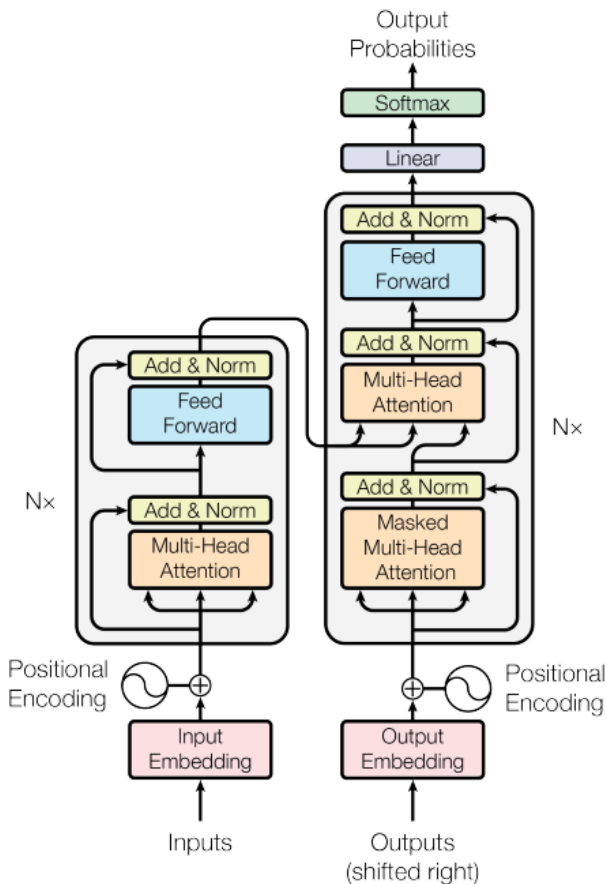 Output
Probabilities
Softmax
Linear
Add & Norm
Feed
Forward
Add & Norm
Multi-Head
Attention
Add & Norm
Masked
Multi-Head
Attention
N×
Add & Norm
Feed
Forward
Add & Norm
Multi-Head
Attention
N×
Positional
Encoding
Positional
Encoding
Input
Embedding
Output
Embedding
Inputs
Outputs
(shifted right)